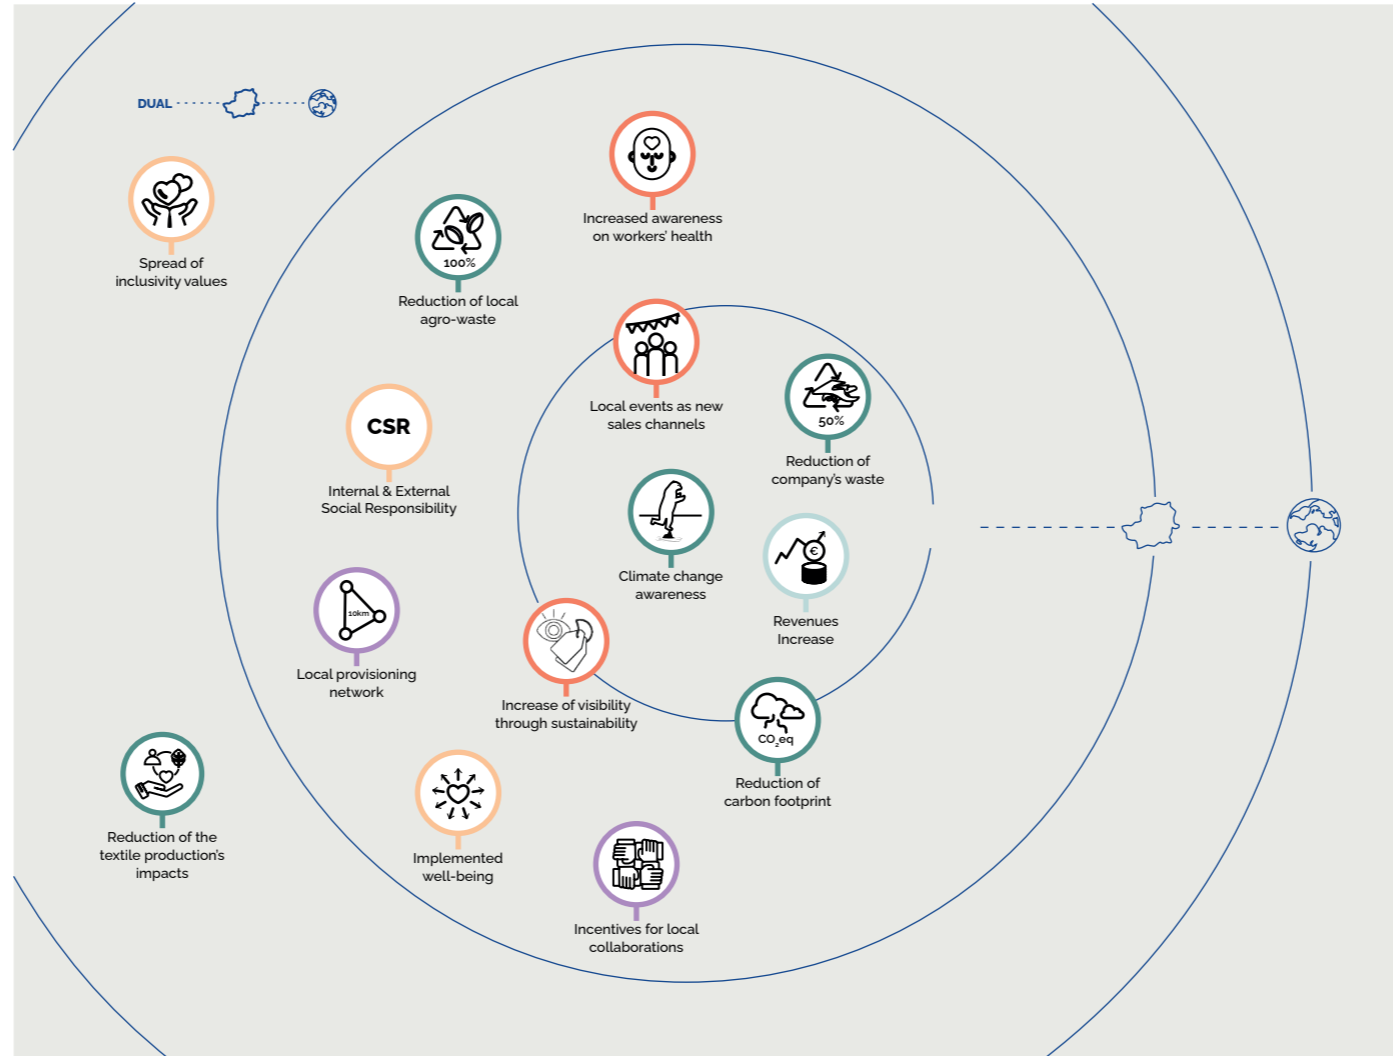 DUAL
Spread of
inclusivity values
100%
Reduction of local
agro-waste
Increased awareness
on workers’ health
Local events as new
sales channels
50%
Reduction of
company’s waste
CSR
Internal & External
Social Responsibility
Climate change
awareness
€
Revenues
Increase
10km
Local provisioning
network
Increase of visibility
through sustainability
CO₂eq
Reduction of
carbon footprint
Reduction of the
textile production’s
impacts
Implemented
well-being
Incentives for local
collaborations